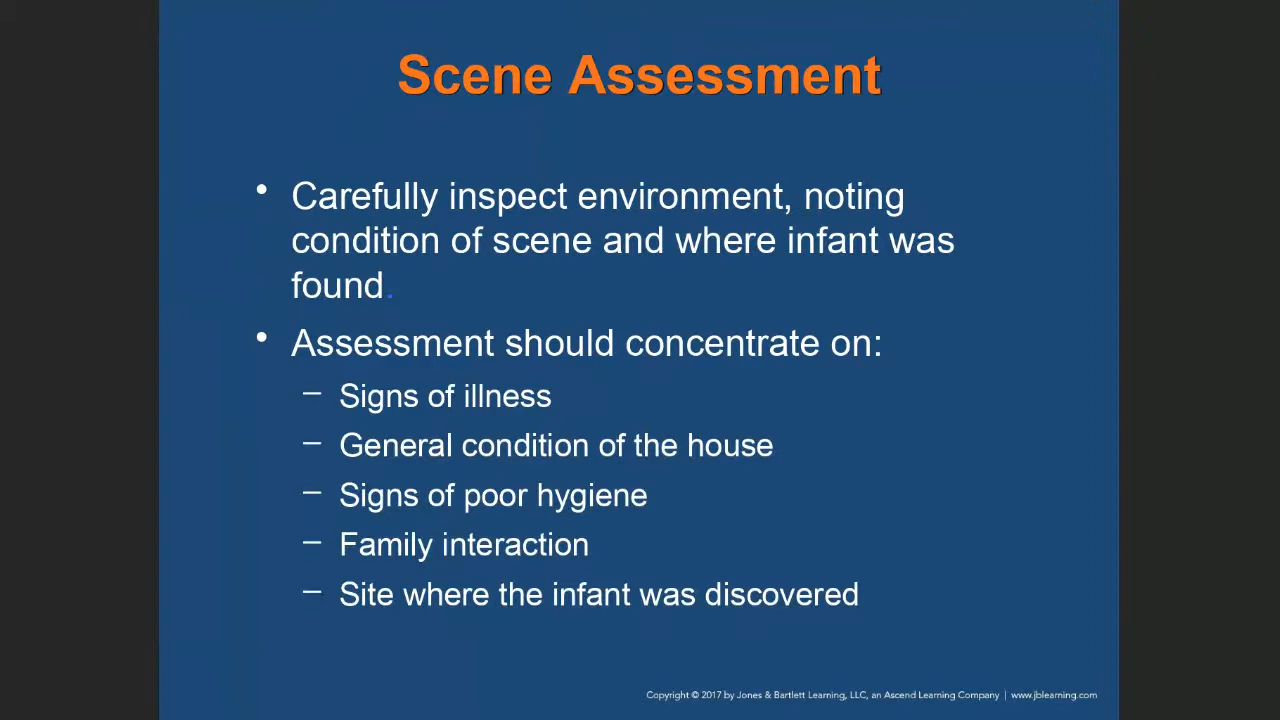 Scene Assessment
• Carefully inspect environment, noting
condition of scene and where infant was
found.
• Assessment should concentrate on:
– Signs of illness
– General condition of the house
– Signs of poor hygiene
– Family interaction
– Site where the infant was discovered
Copyright © 2017 by Jones & Bartlett Learning, LLC, an Ascend Learning Company | www.jblearning.com